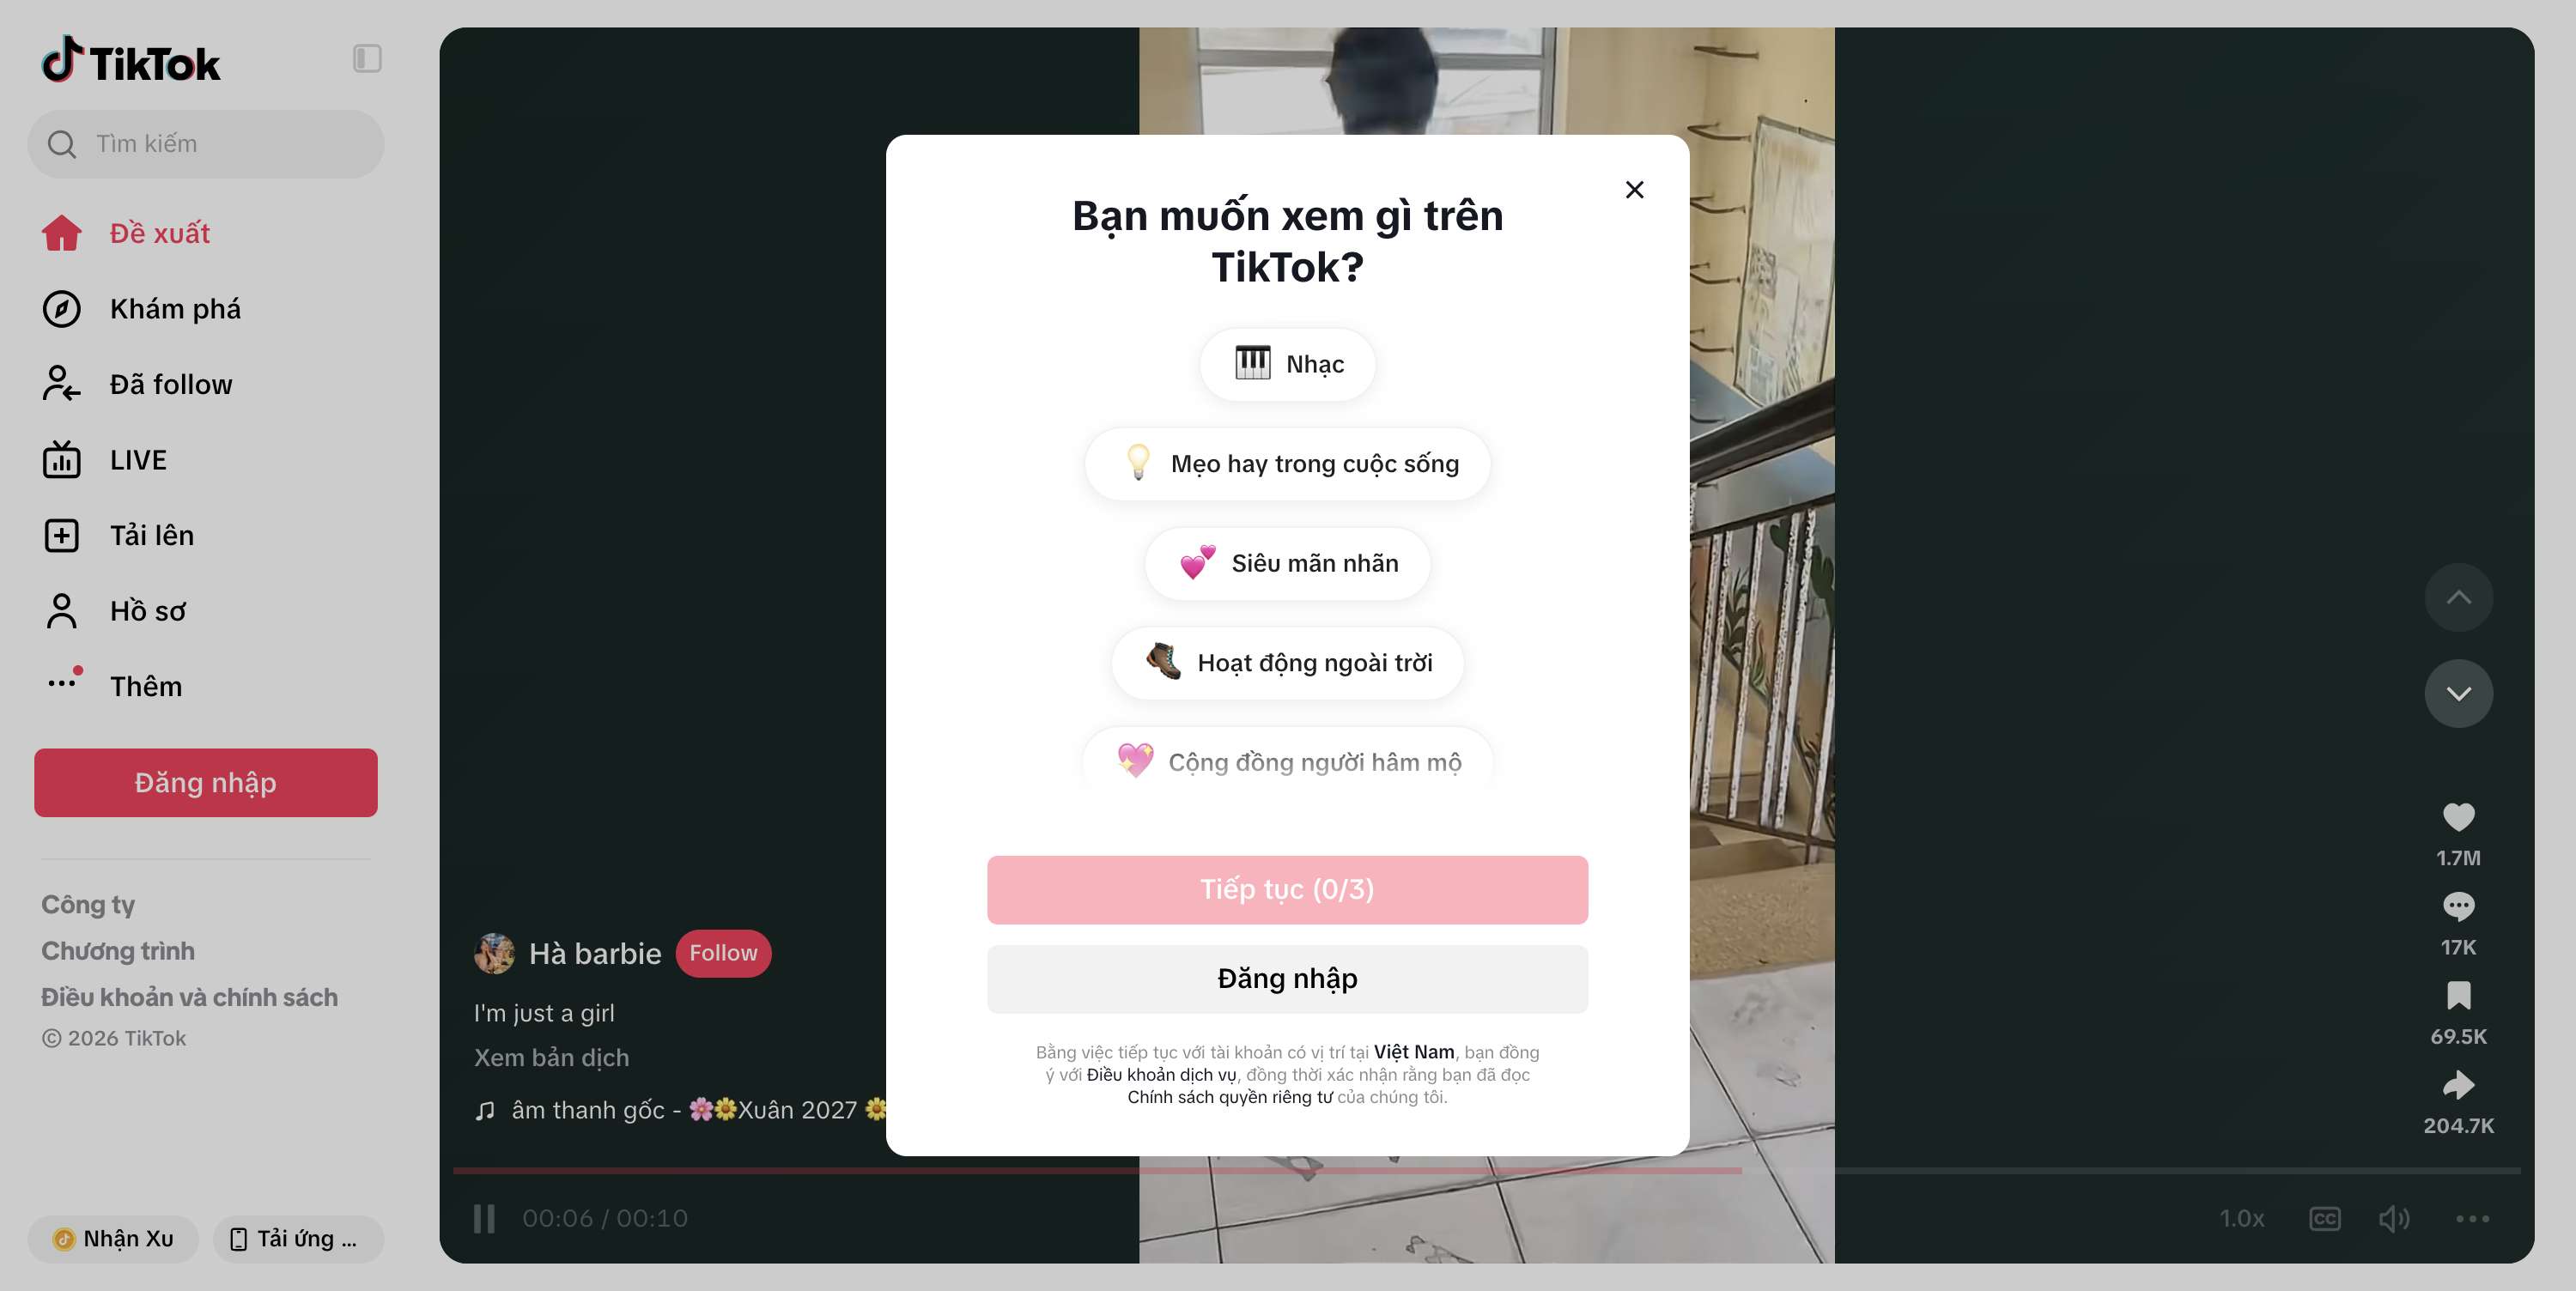 TikTok
Tìm kiếm
Đề xuất
Khám phá
Đã follow
LIVE
Tải lên
Hồ sơ
Thêm
Đăng nhập
Công ty
Chương trình
Điều khoản và chính sách
© 2026 TikTok
Nhận Xu
Tải ứng ...
Bạn muốn xem gì trên
TikTok?
Nhạc
Mẹo hay trong cuộc sống
Siêu mãn nhãn
Hoạt động ngoài trời
Cộng đồng người hâm mộ
Tiếp tục (0/3)
Đăng nhập
Bằng việc tiếp tục với tài khoản có vị trí tại Việt Nam, bạn đồng
ý với Điều khoản dịch vụ, đồng thời xác nhận rằng bạn đã đọc
Chính sách quyền riêng tư của chúng tôi.
Hà barbie Follow
I'm just a girl
Xem bản dịch
âm thanh gốc - 🌸🌼Xuân 2027 🌼
00:06 / 00:10
1.7M
17K
69.5K
204.7K
1.0x
CC